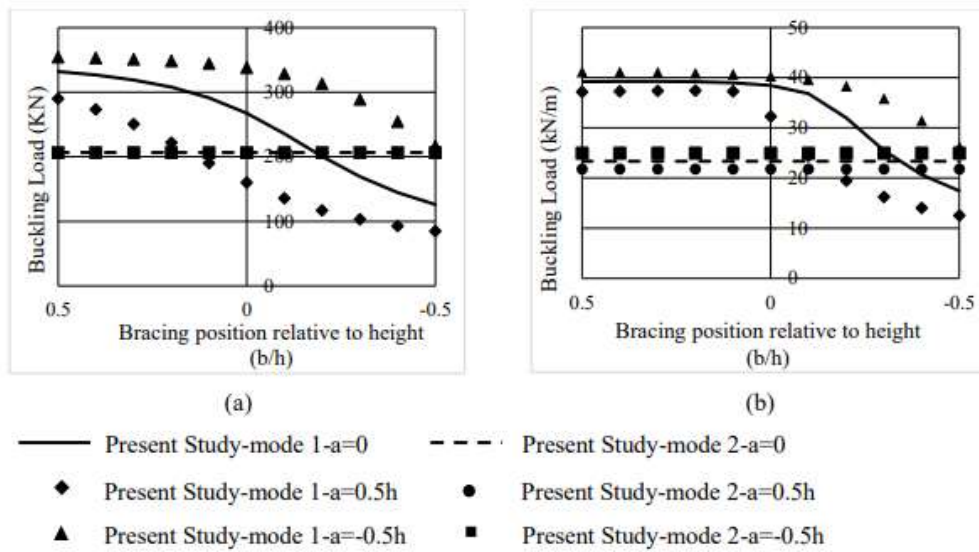 Buckling Load (KN)
400
300
200
100
0
0.5 0 -0.5
Bracing position relative to height
(b/h)
Buckling Load (kN/m)
50
40
30
20
10
0
0.5 0 -0.5
Bracing position relative to height
(b/h)
(a) (b)
Present Study-mode 1-a=0 Present Study-mode 2-a=0
Present Study-mode 1-a=0.5h Present Study-mode 2-a=0.5h
Present Study-mode 1-a=-0.5h Present Study-mode 2-a=-0.5h